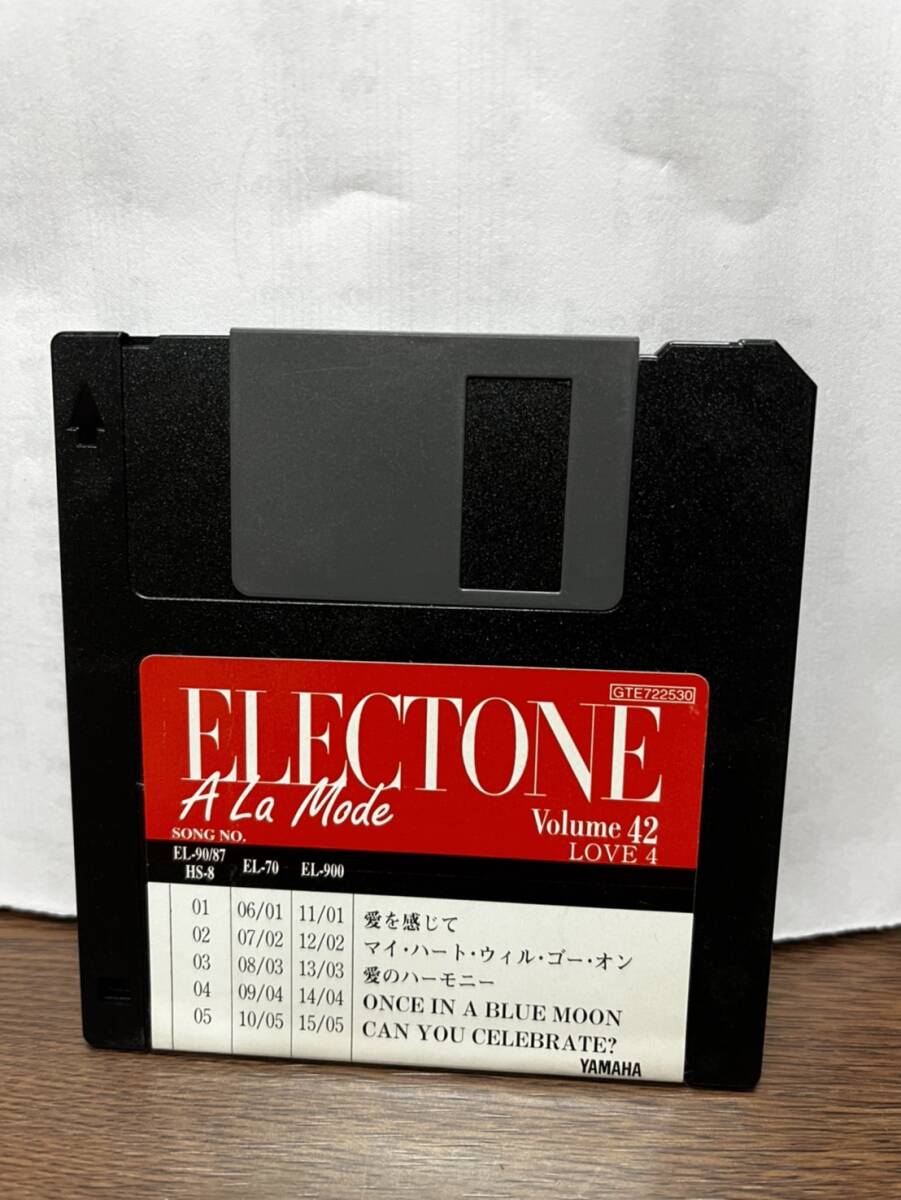 GTE722530
ELECTONE
A La Mode
Volume 42
LOVE 4
SONG NO.
EL-90/87 HS-8 EL-70 EL-900
01 06/01 11/01 愛を感じて
02 07/02 12/02 マイ・ハート・ウィル・ゴー・オン
03 08/03 13/03 愛のハーモニー
04 09/04 14/04 ONCE IN A BLUE MOON
05 10/05 15/05 CAN YOU CELEBRATE?
YAMAHA